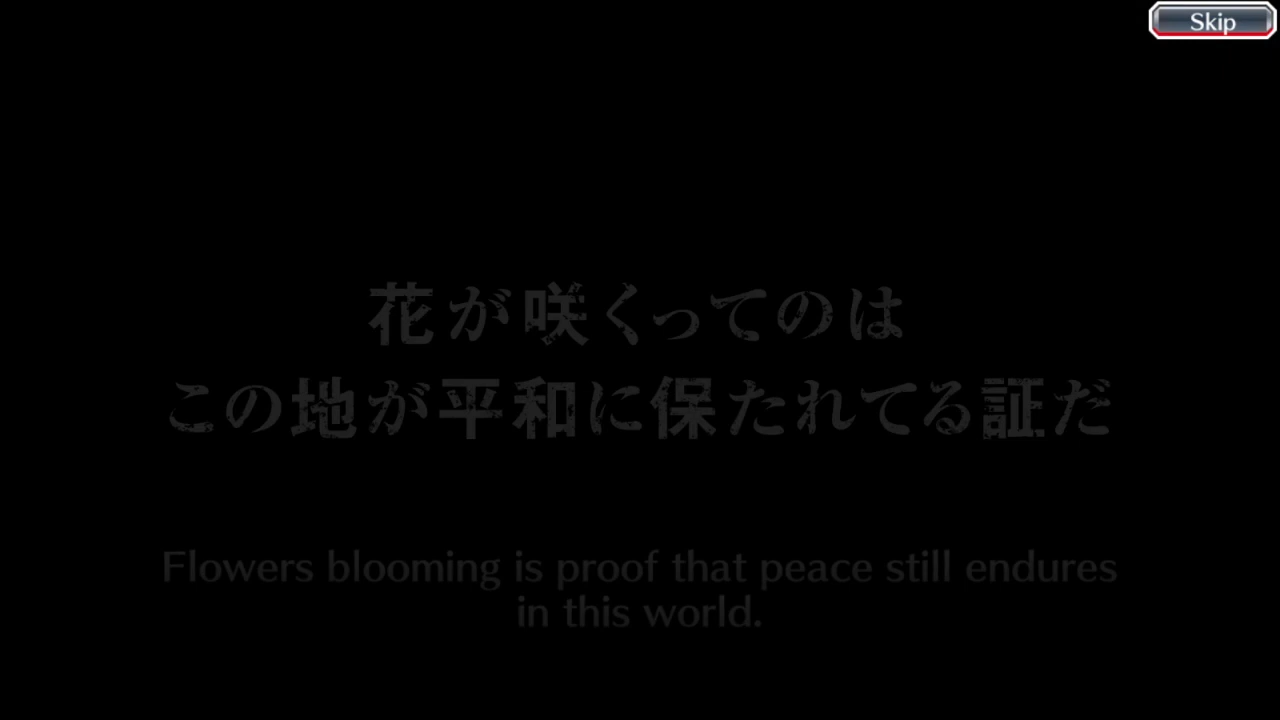 Skip
花が咲くってのは
この地が平和に保たれてる証だ
Flowers blooming is proof that peace still endures
in this world.